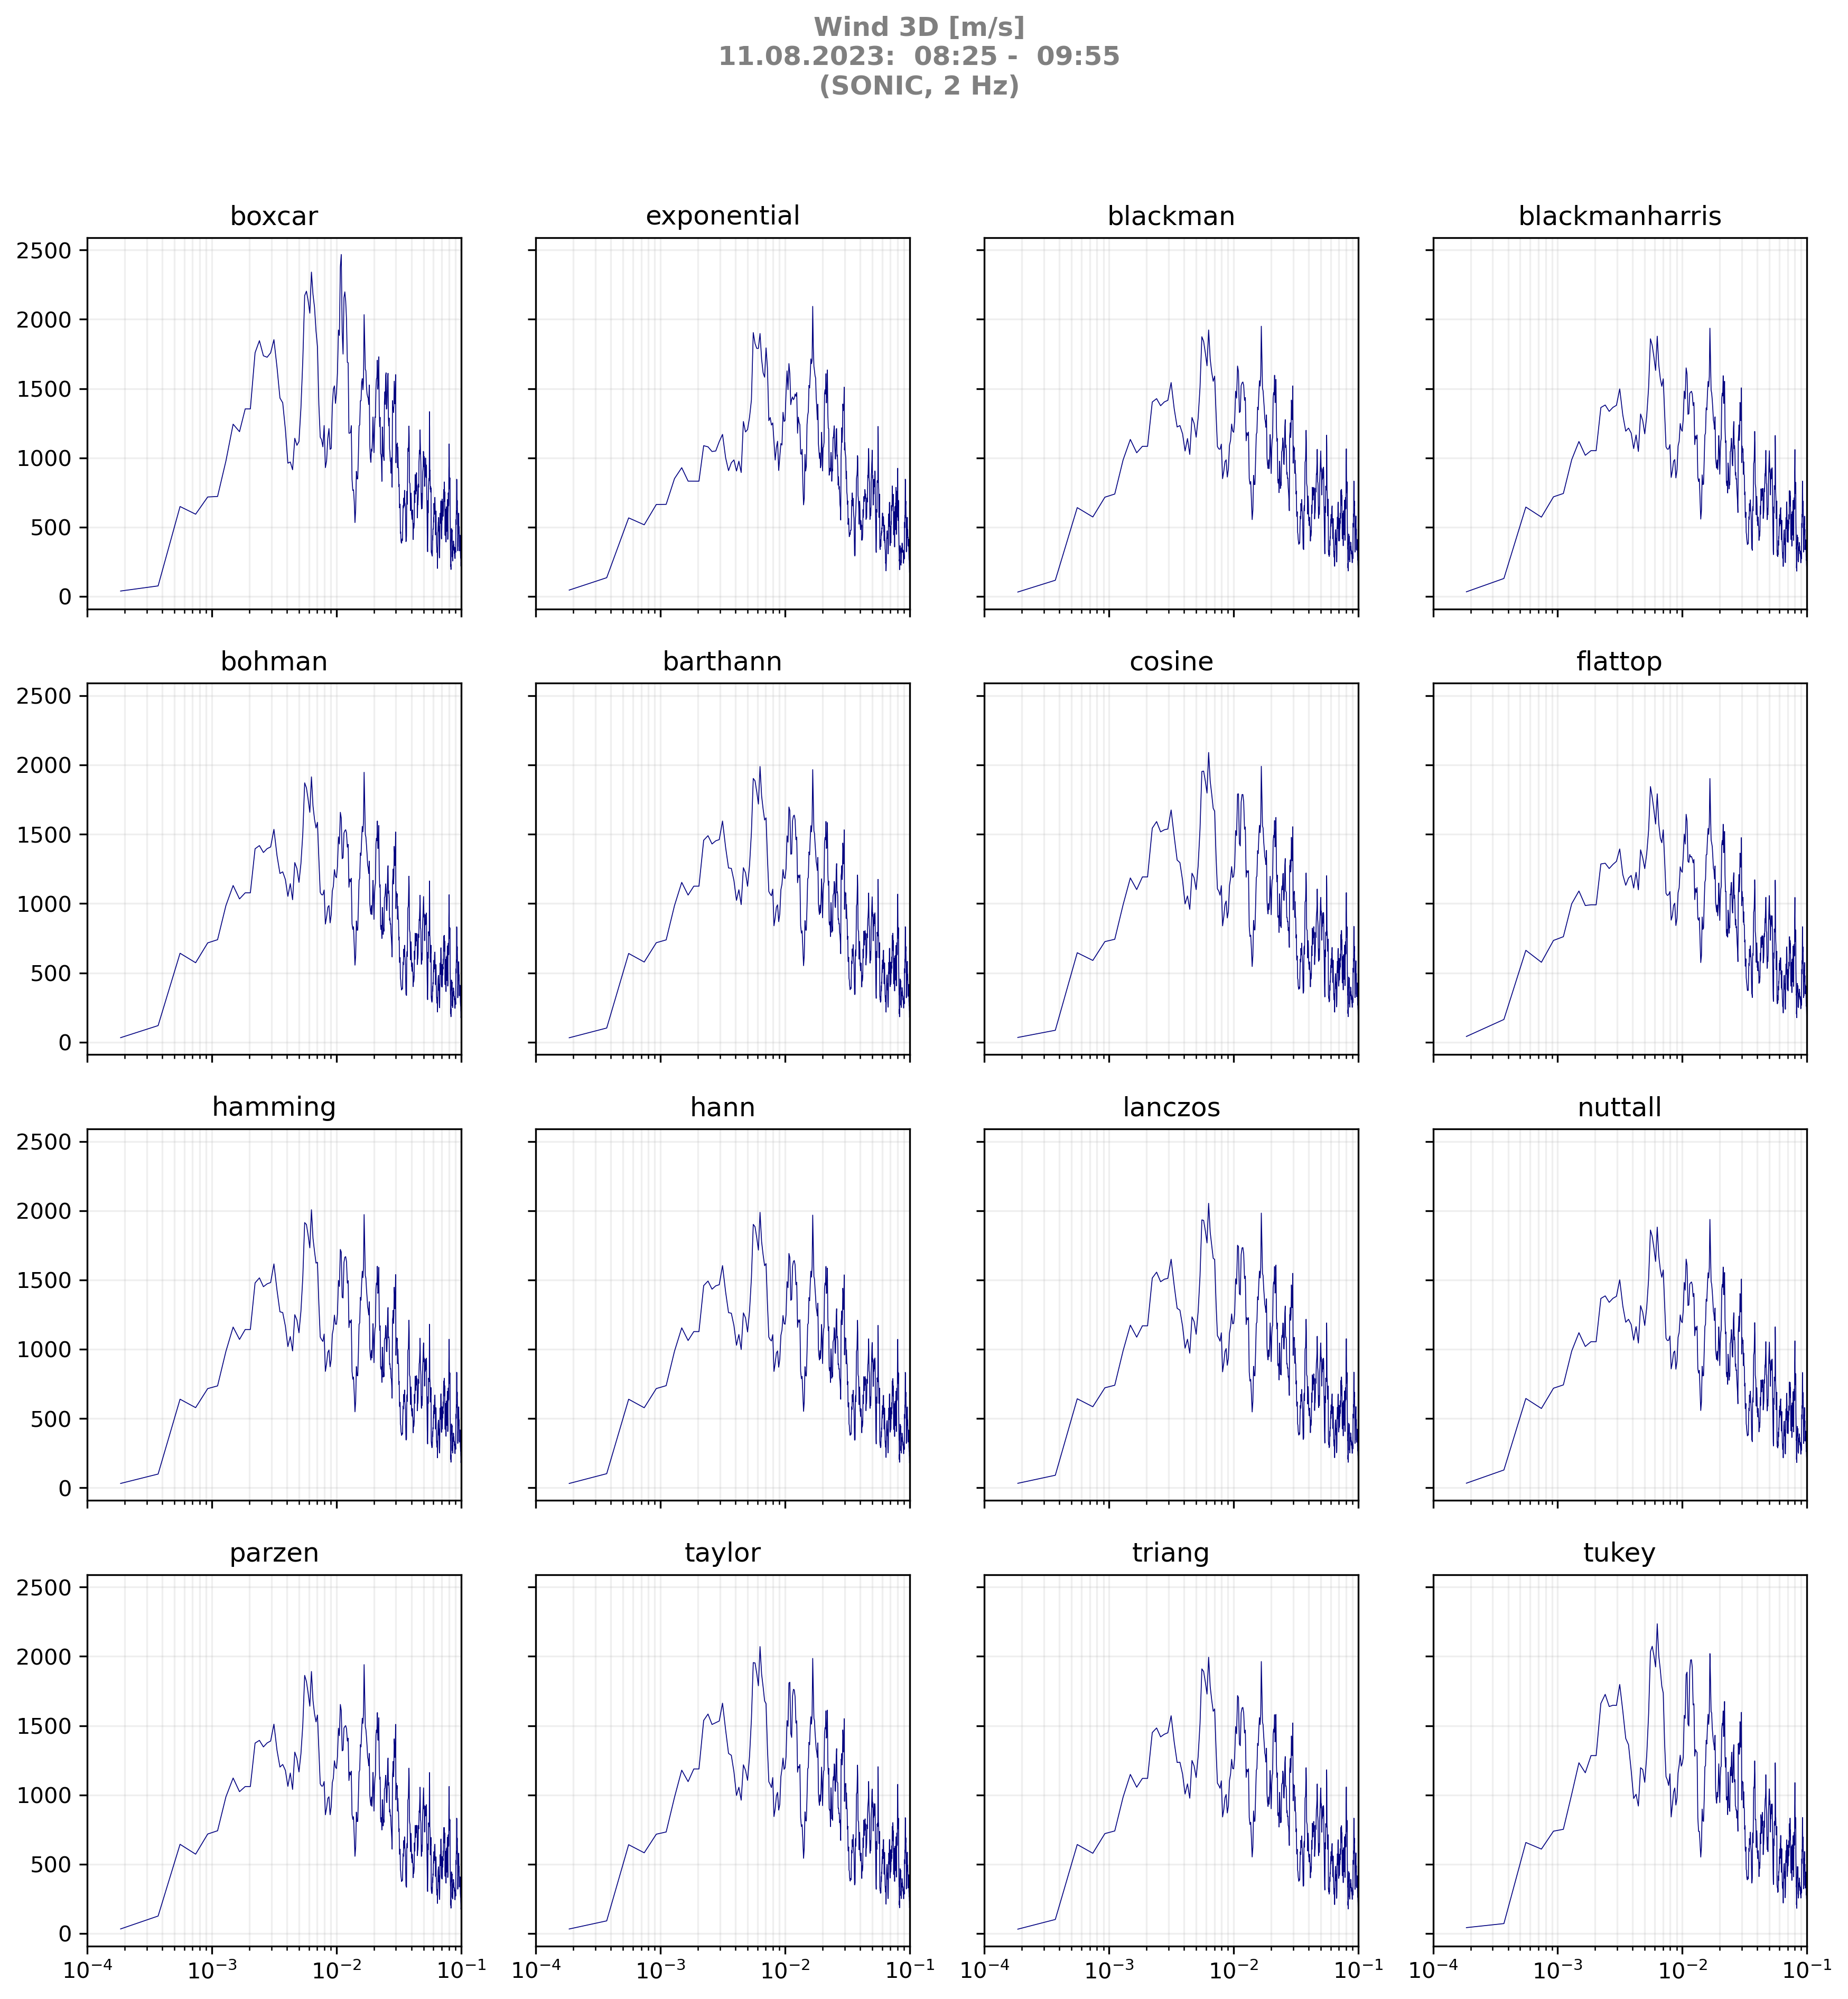 Wind 3D [m/s]
11.08.2023:  08:25 -  09:55
(SONIC, 2 Hz)
boxcar
exponential
blackman
blackmanharris
2500
2000
1500
1000
500
0
bohman
barthann
cosine
flattop
2500
2000
1500
1000
500
0
hamming
hann
lanczos
nuttall
2500
2000
1500
1000
500
0
parzen
taylor
triang
tukey
2500
2000
1500
1000
500
0
10⁻⁴ 10⁻³ 10⁻² 10⁻¹
10⁻⁴ 10⁻³ 10⁻² 10⁻¹
10⁻⁴ 10⁻³ 10⁻² 10⁻¹
10⁻⁴ 10⁻³ 10⁻² 10⁻¹